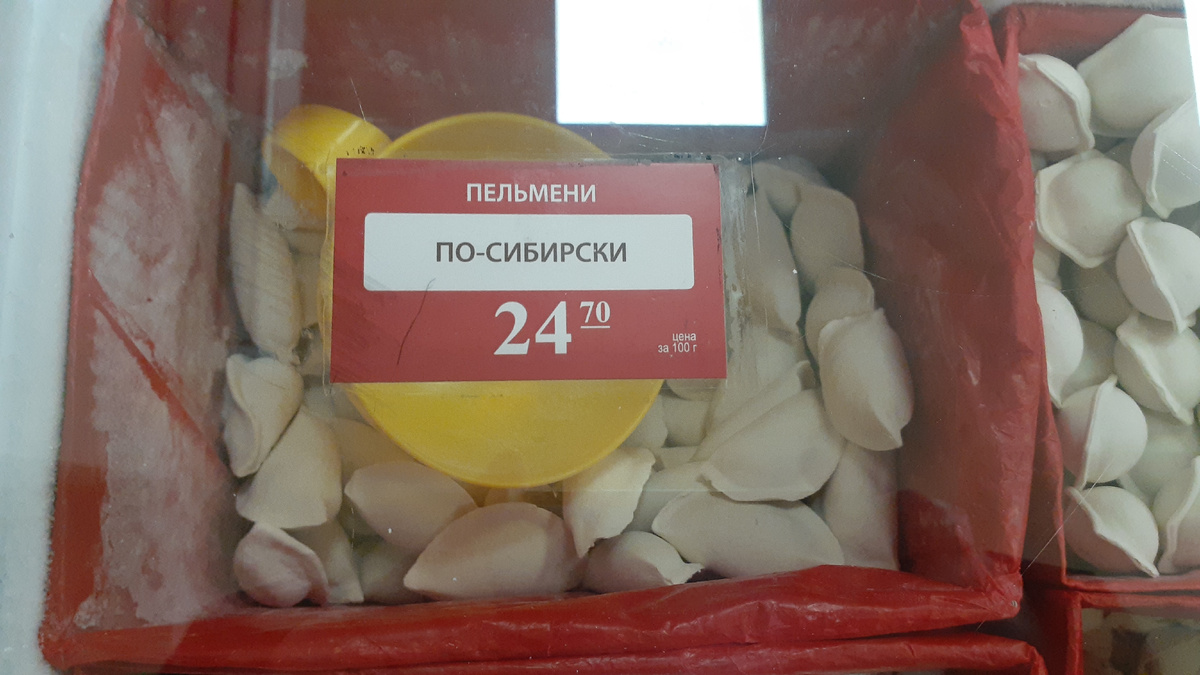 ПЕЛЬМЕНИ
ПО-СИБИРСКИ
24 70
цена
за 100 г